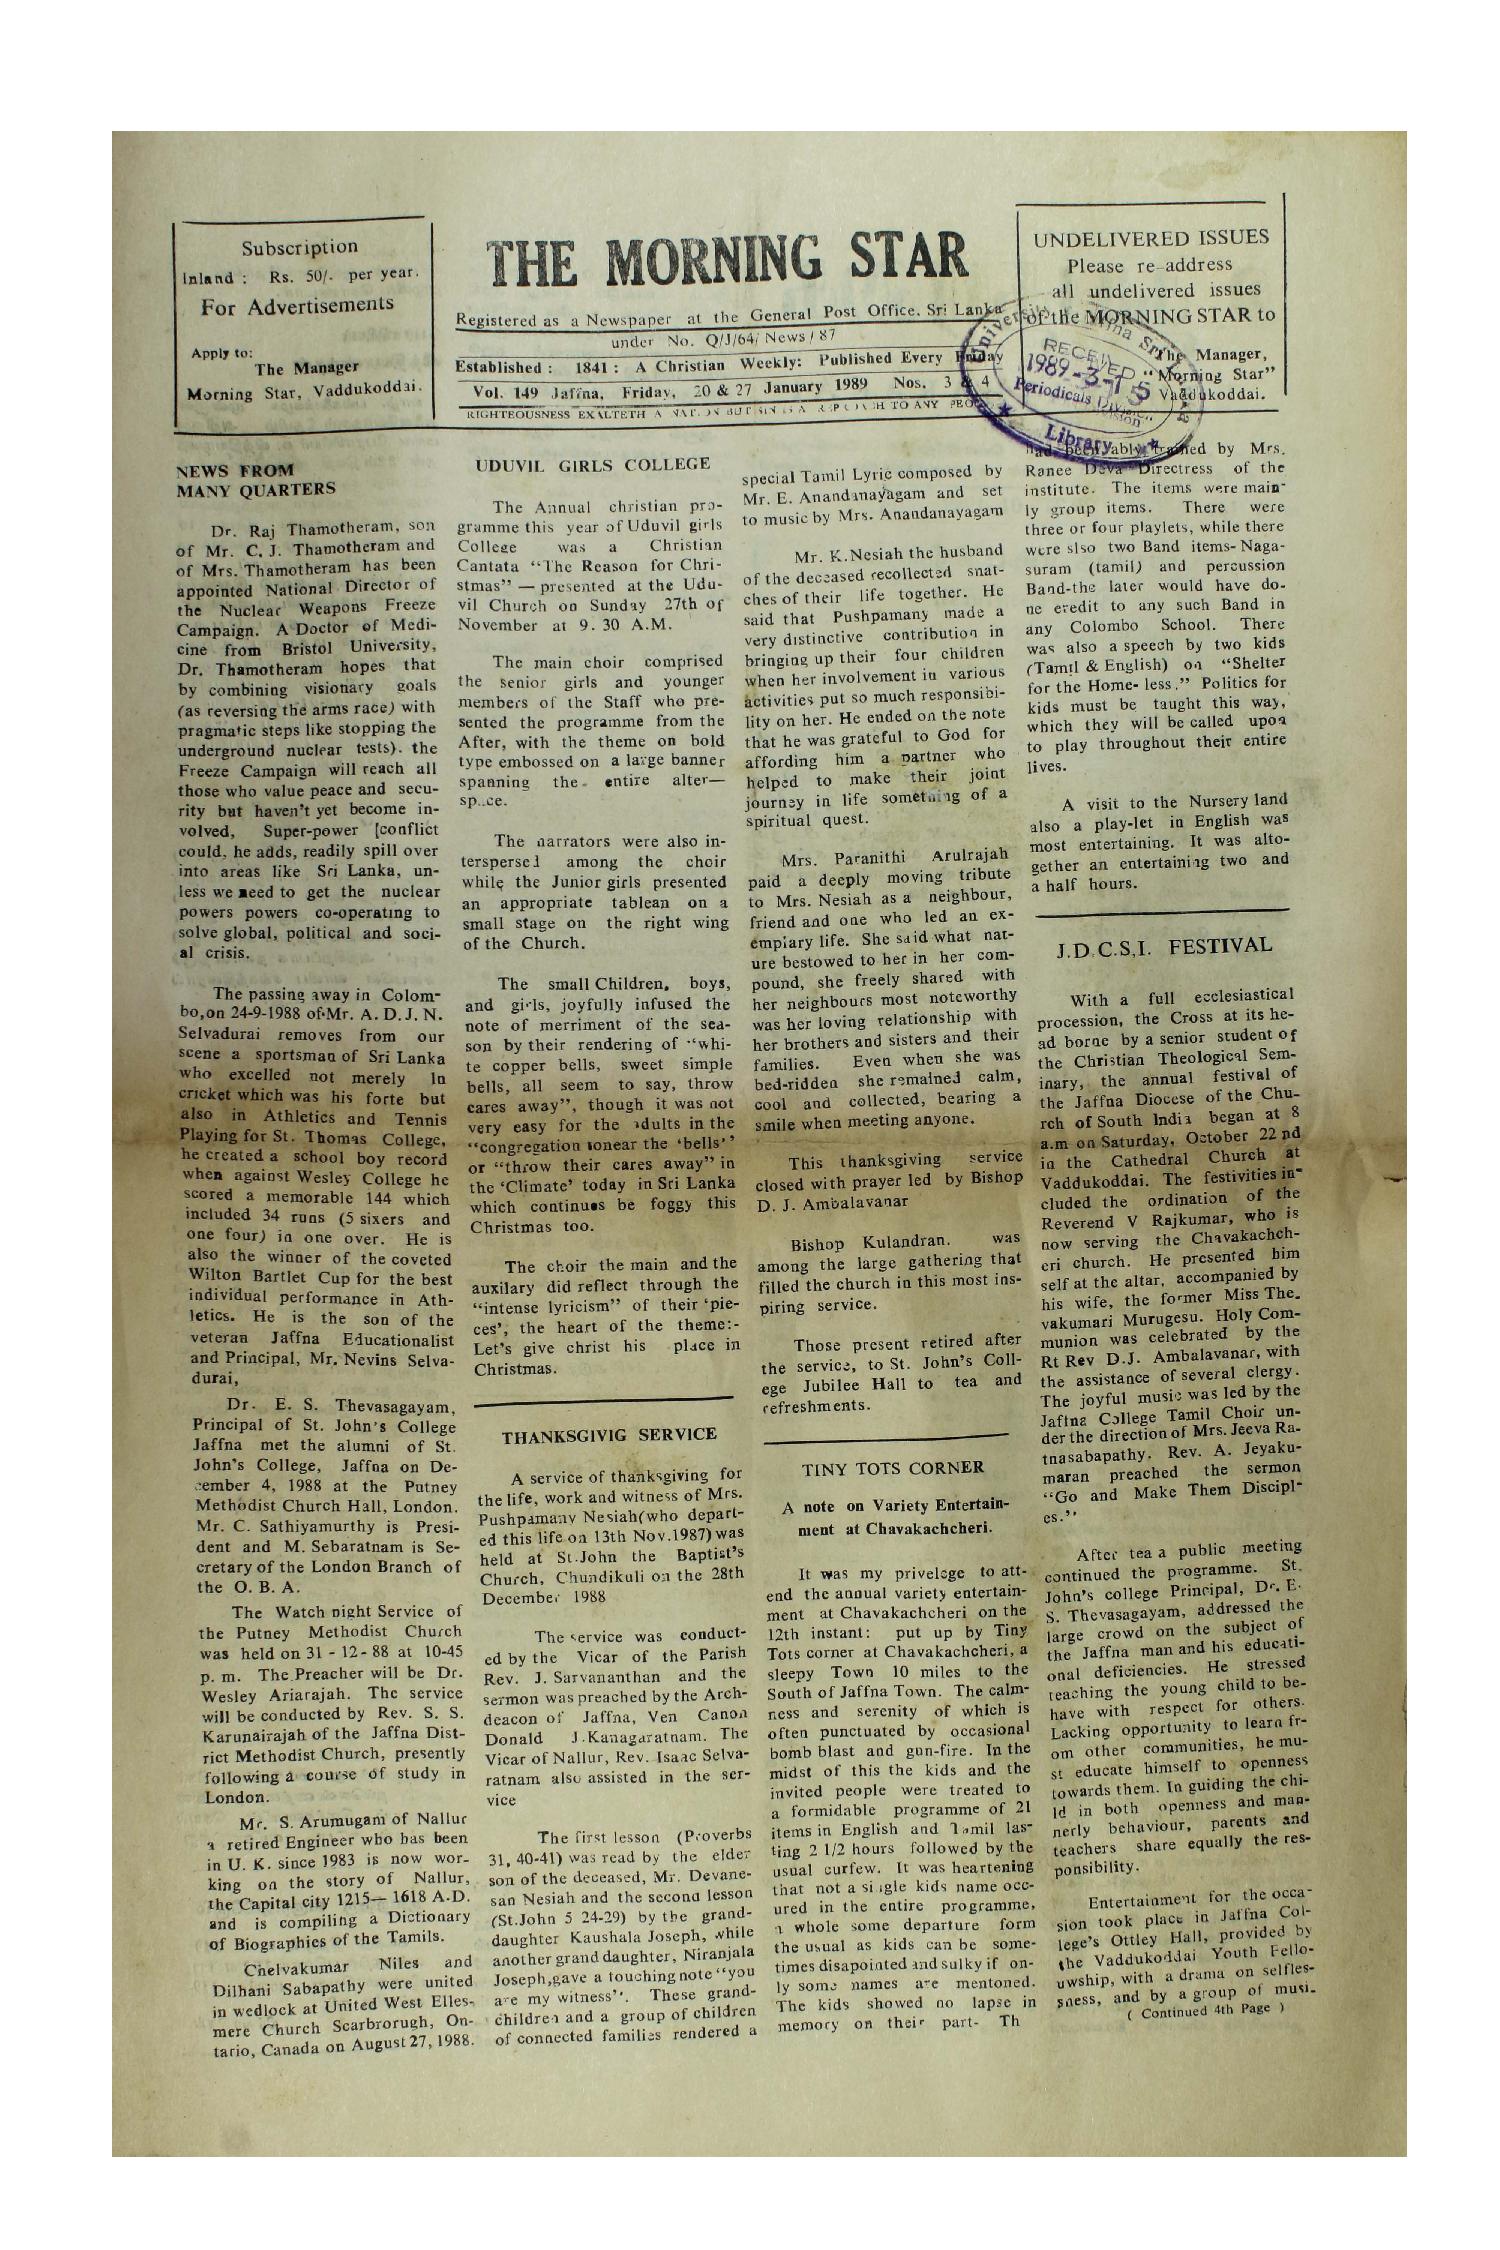 Subscription
Inland : Rs. 50/- per year.
For Advertisements
Apply to:
The Manager
Morning Star, Vaddukoddai.
THE MORNING STAR
Registered as a Newspaper at the General Post Office. Sri Lanka
under No. Q/J/64/ News / 87
Established : 1841 : A Christian Weekly: Published Every Friday
Vol. 149 Jaffna, Friday, 20 & 27 January 1989 Nos. 3 & 4
RIGHTEOUSNESS EXALTETH A NATION BUT SIN IS A REPROACH TO ANY PEOPLE
UNDELIVERED ISSUES
Please re-address
all undelivered issues
of the MORNING STAR to
The Manager,
"Morning Star"
Vaddukoddai.
University
RECEIVED
1989-3-15
Periodicals Division
Library
NEWS FROM
MANY QUARTERS
Dr. Raj Thamotheram, son
of Mr. C. J. Thamotheram and
of Mrs. Thamotheram has been
appointed National Director of
the Nuclear Weapons Freeze
Campaign. A Doctor of Medi-
cine from Bristol University,
Dr. Thamotheram hopes that
by combining visionary goals
(as reversing the arms race) with
pragmatic steps like stopping the
underground nuclear tests). the
Freeze Campaign will reach all
those who value peace and secu-
rity but haven't yet become in-
volved, Super-power [conflict
could, he adds, readily spill over
into areas like Sri Lanka, un-
less we need to get the nuclear
powers powers co-operating to
solve global, political and soci-
al crisis.
The passing away in Colom-
bo,on 24-9-1988 of Mr. A. D. J. N.
Selvadurai removes from our
scene a sportsman of Sri Lanka
who excelled not merely in
cricket which was his forte but
also in Athletics and Tennis
Playing for St. Thomas College,
he created a school boy record
when against Wesley College he
scored a memorable 144 which
included 34 runs (5 sixers and
one four) in one over. He is
also the winner of the coveted
Wilton Bartlet Cup for the best
individual performance in Ath-
letics. He is the son of the
veteran Jaffna Educationalist
and Principal, Mr. Nevins Selva-
durai,
Dr. E. S. Thevasagayam,
Principal of St. John's College
Jaffna met the alumni of St.
John's College, Jaffna on De-
cember 4, 1988 at the Putney
Methodist Church Hall, London.
Mr. C. Sathiyamurthy is Presi-
dent and M. Sebaratnam is Se-
cretary of the London Branch of
the O. B. A.
The Watch night Service of
the Putney Methodist Church
was held on 31 - 12 - 88 at 10-45
p. m. The Preacher will be Dr.
Wesley Ariarajah. The service
will be conducted by Rev. S. S.
Karunairajah of the Jaffna Dist-
rict Methodist Church, presently
following a course of study in
London.
Mr. S. Arumugam of Nallur
a retired Engineer who has been
in U. K. since 1983 is now wor-
king on the story of Nallur,
the Capital city 1215— 1618 A.D.
and is compiling a Dictionary
of Biographies of the Tamils.
Chelvakumar Niles and
Dilhani Sabapathy were united
in wedlock at United West Elles-
mere Church Scarbrorugh, On-
tario, Canada on August 27, 1988.
UDUVIL GIRLS COLLEGE
The Annual christian pro-
gramme this year of Uduvil girls
College was a Christian
Cantata "The Reason for Chri-
stmas" — presented at the Udu-
vil Church on Sunday 27th of
November at 9. 30 A.M.
The main choir comprised
the senior girls and younger
members of the Staff who pre-
sented the programme from the
After, with the theme on bold
type embossed on a large banner
spanning the entire alter—
space.
The narrators were also in-
terspersed among the choir
while the Junior girls presented
an appropriate tablean on a
small stage on the right wing
of the Church.
The small Children, boys,
and girls, joyfully infused the
note of merriment of the sea-
son by their rendering of "whi-
te copper bells, sweet simple
bells, all seem to say, throw
cares away", though it was not
very easy for the adults in the
"congregation sonear the 'bells'"
or "throw their cares away" in
the 'Climate' today in Sri Lanka
which continues be foggy this
Christmas too.
The choir the main and the
auxilary did reflect through the
"intense lyricism" of their 'pie-
ces', the heart of the theme:-
Let's give christ his place in
Christmas.
THANKSGIVIG SERVICE
A service of thanksgiving for
the life, work and witness of Mrs.
Pushpamany Nesiah(who depart-
ed this life on 13th Nov.1987) was
held at St.John the Baptist's
Church, Chundikuli on the 28th
December 1988
The service was conduct-
ed by the Vicar of the Parish
Rev. J. Sarvananthan and the
sermon was preached by the Arch-
deacon of Jaffna, Ven Canon
Donald J.Kanagaratnam. The
Vicar of Nallur, Rev. Isaac Selva-
ratnam also assisted in the ser-
vice
The first lesson (Proverbs
31, 40-41) was read by the elder
son of the deceased, Mr. Devane-
san Nesiah and the second lesson
(St.John 5 24-29) by the grand-
daughter Kaushala Joseph, while
another grand daughter, Niranjala
Joseph,gave a touching note "you
are my witness". These grand-
children and a group of children
of connected families rendered a
special Tamil Lyric composed by
Mr. E. Anandanayagam and set
to music by Mrs. Anandanayagam
Mr. K.Nesiah the husband
of the deceased recollected snat-
ches of their life together. He
said that Pushpamany made a
very distinctive contribution in
bringing up their four children
when her involvement in various
activities put so much responsibi-
lity on her. He ended on the note
that he was grateful to God for
affording him a partner who
helped to make their joint
journey in life something of a
spiritual quest.
Mrs. Paranithi Arulrajah
paid a deeply moving tribute
to Mrs. Nesiah as a neighbour,
friend and one who led an ex-
emplary life. She said what nat-
ure bestowed to her in her com-
pound, she freely shared with
her neighbours most noteworthy
was her loving relationship with
her brothers and sisters and their
families. Even when she was
bed-ridden she remained calm,
cool and collected, bearing a
smile when meeting anyone.
This thanksgiving service
closed with prayer led by Bishop
D. J. Ambalavanar
Bishop Kulandran. was
among the large gathering that
filled the church in this most ins-
piring service.
Those present retired after
the service, to St. John's Coll-
ege Jubilee Hall to tea and
refreshments.
TINY TOTS CORNER
A note on Variety Entertain-
ment at Chavakachcheri.
It was my privelege to att-
end the annual variety entertain-
ment at Chavakachcheri on the
12th instant: put up by Tiny
Tots corner at Chavakachcheri, a
sleepy Town 10 miles to the
South of Jaffna Town. The calm-
ness and serenity of which is
often punctuated by occasional
bomb blast and gun-fire. In the
midst of this the kids and the
invited people were treated to
a formidable programme of 21
items in English and Tamil las-
ting 2 1/2 hours followed by the
usual curfew. It was heartening
that not a single kids name occ-
ured in the entire programme,
a whole some departure form
the usual as kids can be some-
times disapointed and sulky if on-
ly some names are mentoned.
The kids showed no lapse in
memory on their part- Th
had been ably trained by Mrs.
Ranee Deva Directress of the
institute. The items were main-
ly group items. There were
three or four playlets, while there
were slso two Band items- Naga-
suram (tamil) and percussion
Band-the later would have do-
ne eredit to any such Band in
any Colombo School. There
was also a speech by two kids
(Tamil & English) on "Shelter
for the Home- less." Politics for
kids must be taught this way,
which they will be called upon
to play throughout their entire
lives.
A visit to the Nursery land
also a play-let in English was
most entertaining. It was alto-
gether an entertaining two and
a half hours.
J.D.C.S,I. FESTIVAL
With a full ecclesiastical
procession, the Cross at its he-
ad borne by a senior student of
the Christian Theological Sem-
inary, the annual festival of
the Jaffna Diocese of the Chu-
rch of South India began at 8
a.m on Saturday, October 22 nd
in the Cathedral Church at
Vaddukoddai. The festivities in-
cluded the ordination of the
Reverend V Rajkumar, who is
now serving the Chavakachch-
eri church. He presented him
self at the altar, accompanied by
his wife, the former Miss The.
vakumari Murugesu. Holy Com-
munion was celebrated by the
Rt Rev D.J. Ambalavanar, with
the assistance of several clergy.
The joyful music was led by the
Jaffna College Tamil Choir un-
der the direction of Mrs. Jeeva Ra-
tnasabapathy. Rev. A. Jeyaku-
maran preached the sermon
"Go and Make Them Discipl-
es."
After tea a public meeting
continued the programme. St.
John's college Principal, Dr. E.
S. Thevasagayam, addressed the
large crowd on the subject of
the Jaffna man and his educati-
onal deficiencies. He stressed
teaching the young child to be-
have with respect for others.
Lacking opportunity to learn fr-
om other communities, he mu-
st educate himself to openness
towards them. In guiding the chi-
ld in both openness and man-
nerly behaviour, parents and
teachers share equally the res-
ponsibility.
Entertainment for the occa-
sion took place in Jaffna Col-
lege's Ottley Hall, provided by
the Vaddukoddai Youth Fello-
uwship, with a drama on selfles-
sness, and by a group of musi-
( Continued 4th Page )